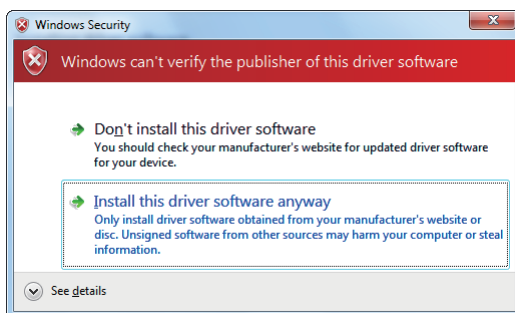 Windows Security
Windows can't verify the publisher of this driver software
Don't install this driver software
You should check your manufacturer's website for updated driver software
for your device.
Install this driver software anyway
Only install driver software obtained from your manufacturer's website or
disc. Unsigned software from other sources may harm your computer or steal
information.
See details